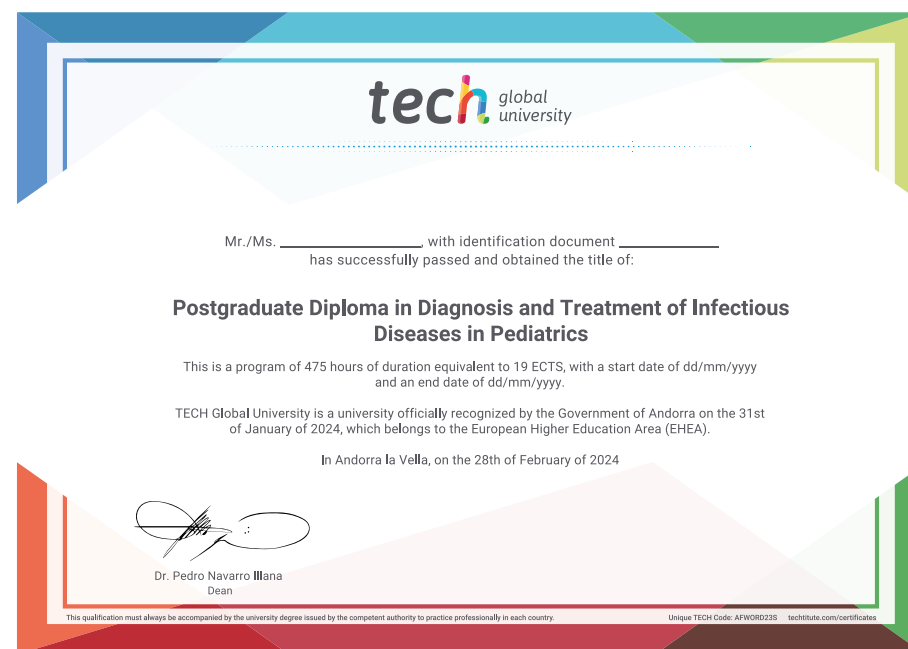 tech global university
Mr./Ms. ____________________, with identification document ______________
has successfully passed and obtained the title of:
Postgraduate Diploma in Diagnosis and Treatment of Infectious
Diseases in Pediatrics
This is a program of 475 hours of duration equivalent to 19 ECTS, with a start date of dd/mm/yyyy
and an end date of dd/mm/yyyy.
TECH Global University is a university officially recognized by the Government of Andorra on the 31st
of January of 2024, which belongs to the European Higher Education Area (EHEA).
In Andorra la Vella, on the 28th of February of 2024
Dr. Pedro Navarro Illana
Dean
This qualification must always be accompanied by the university degree issued by the competent authority to practice professionally in each country. Unique TECH Code: AFWORD23S techtitute.com/certificates